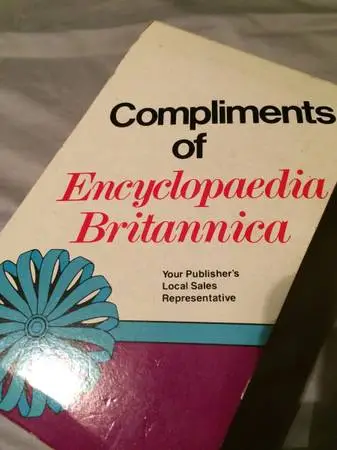 Compliments
of
Encyclopaedia
Britannica
Your Publisher's
Local Sales
Representative